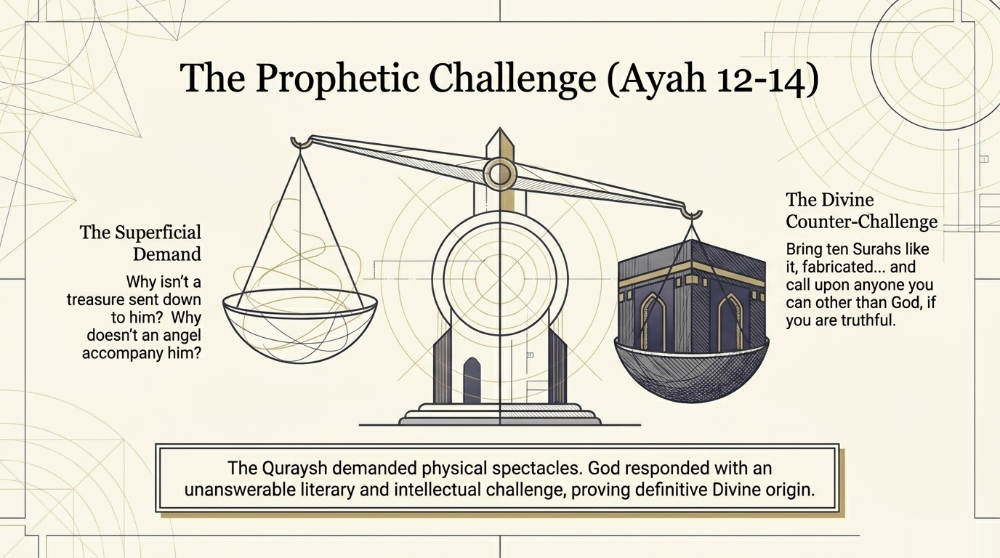 The Prophetic Challenge (Ayah 12-14)
The Superficial
Demand
Why isn't a
treasure sent down
to him? Why
doesn't an angel
accompany him?
The Divine
Counter-Challenge
Bring ten Surahs like
it, fabricated... and
call upon anyone you
can other than God, if
you are truthful.
The Quraysh demanded physical spectacles. God responded with an
unanswerable literary and intellectual challenge, proving definitive Divine origin.